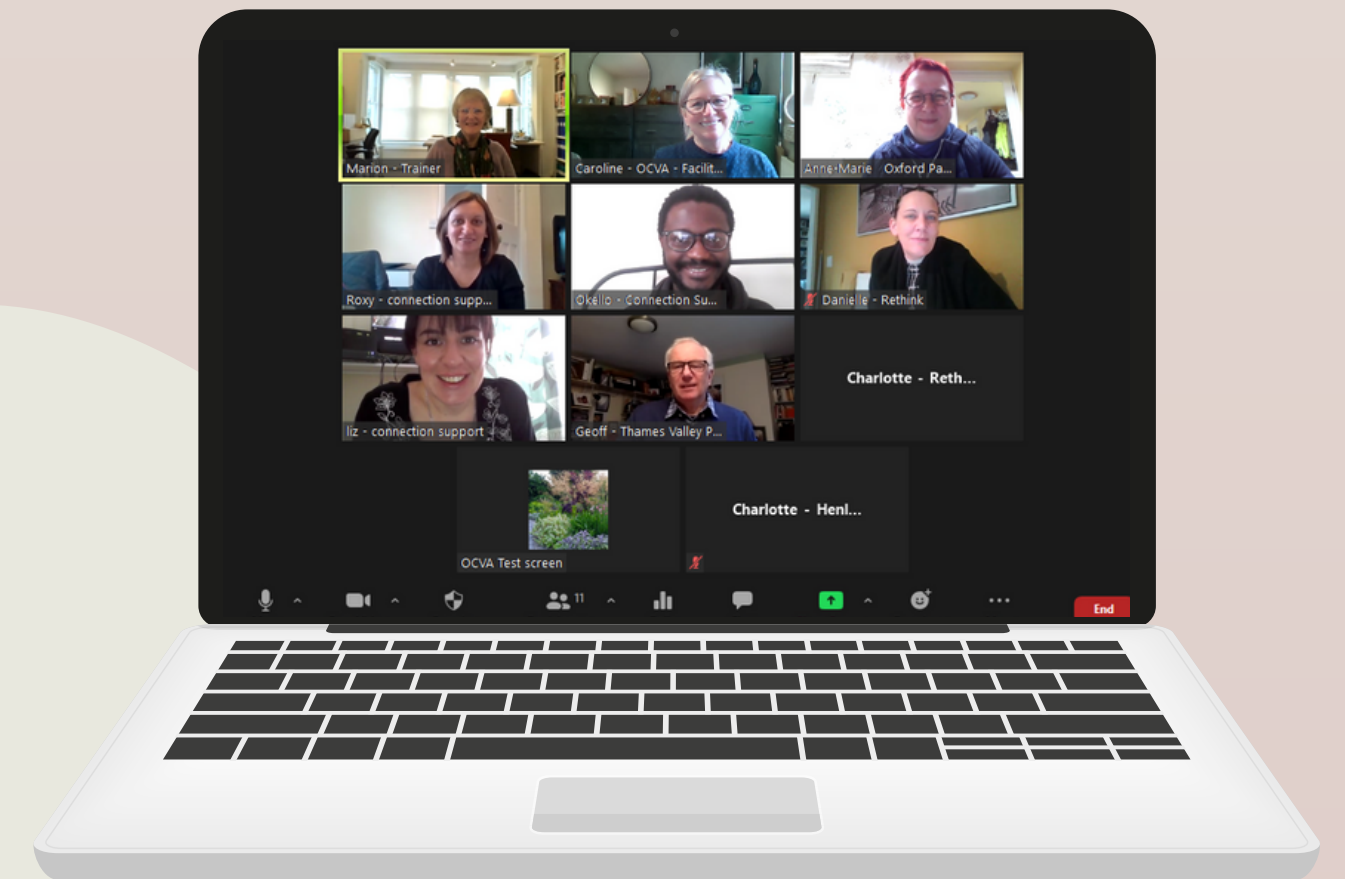 Marion - Trainer
Caroline - OCVA - Facilit...
Anne-Marie Oxford Pa...
Roxy - connection supp...
Okello - Connection Su...
Danielle - Rethink
liz - connection support
Geoff - Thames Valley P...
Charlotte - Reth...
OCVA Test screen
Charlotte - Henl...
11
End